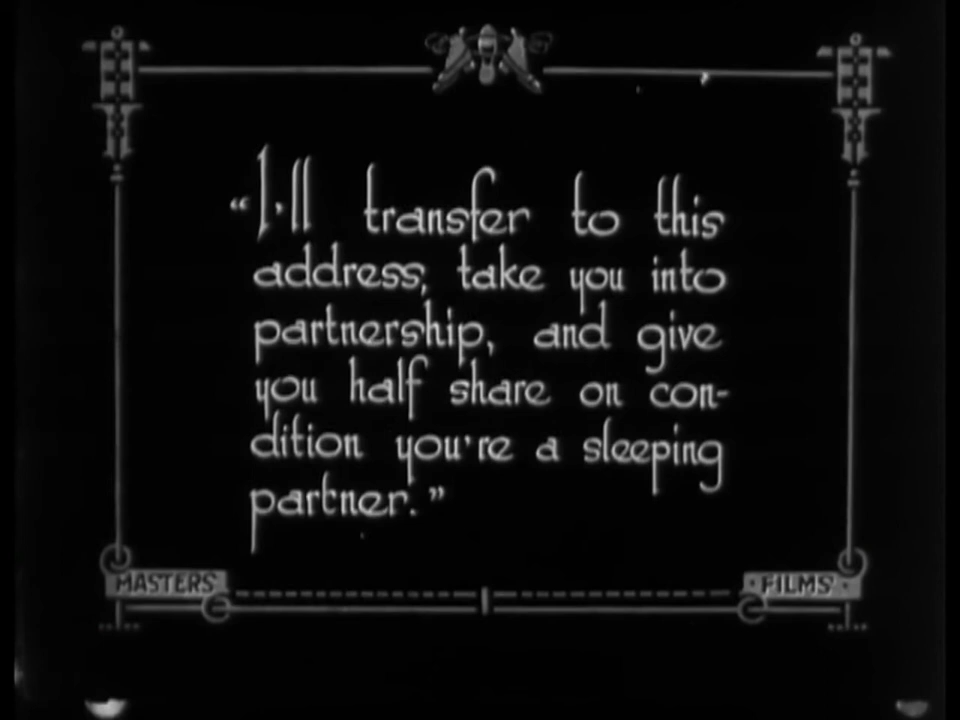 “I'll transfer to this
address, take you into
partnership, and give
you half share on con-
dition you're a sleeping
partner.”
MASTERS
· FILMS ·